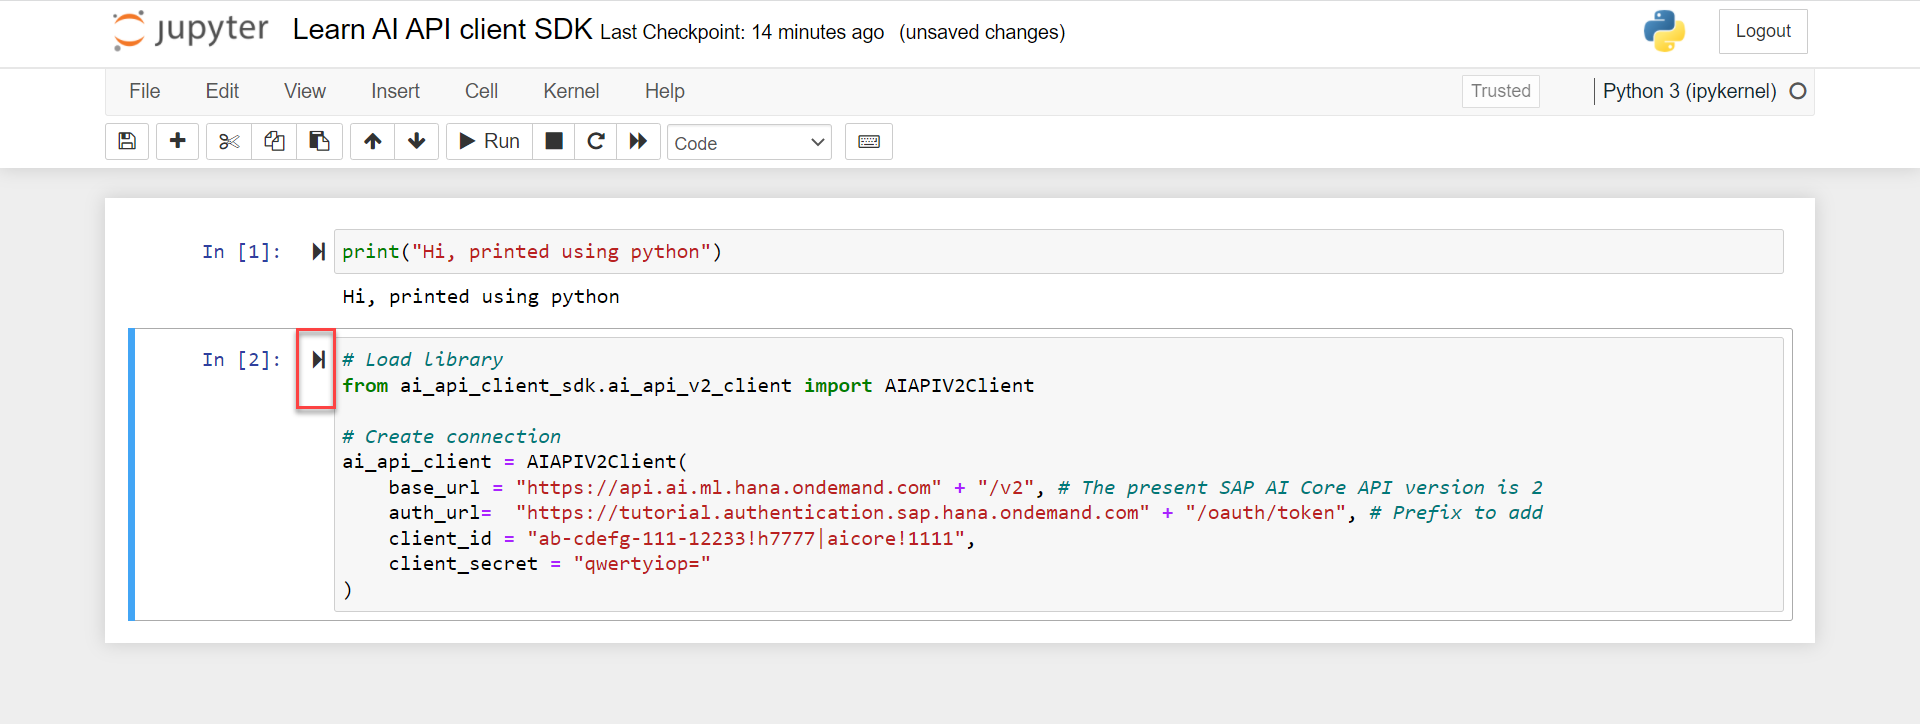 jupyter Learn AI API client SDK Last Checkpoint: 14 minutes ago (unsaved changes) Logout
File Edit View Insert Cell Kernel Help Trusted Python 3 (ipykernel)
Run Code
In [1]: print("Hi, printed using python")
Hi, printed using python
In [2]: # Load library
from ai_api_client_sdk.ai_api_v2_client import AIAPIV2Client
# Create connection
ai_api_client = AIAPIV2Client(
base_url = "https://api.ai.ml.hana.ondemand.com" + "/v2", # The present SAP AI Core API version is 2
auth_url=  "https://tutorial.authentication.sap.hana.ondemand.com" + "/oauth/token", # Prefix to add
client_id = "ab-cdefg-111-12233!h7777|aicore!1111",
client_secret = "qwertyiop="
)